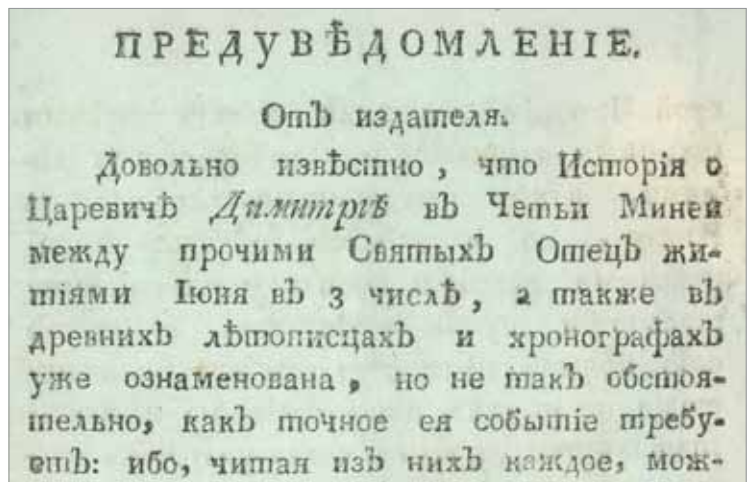 ПРЕДУВѢДОМЛЕНІЕ.
Отъ издателя.
Довольно извѣстно, что Исторія о
Царевичѣ Димитріѣ въ Четьи Минеи
между прочими Святыхъ Отецъ жи-
тіями Іюня въ 3 числѣ, а также въ
древнихъ лѣтописцахъ и хронографахъ
уже ознаменована, но не такъ обстоя-
тельно, какъ точное ея событіе требу-
етъ: ибо, читая изъ нихъ каждое, мож-